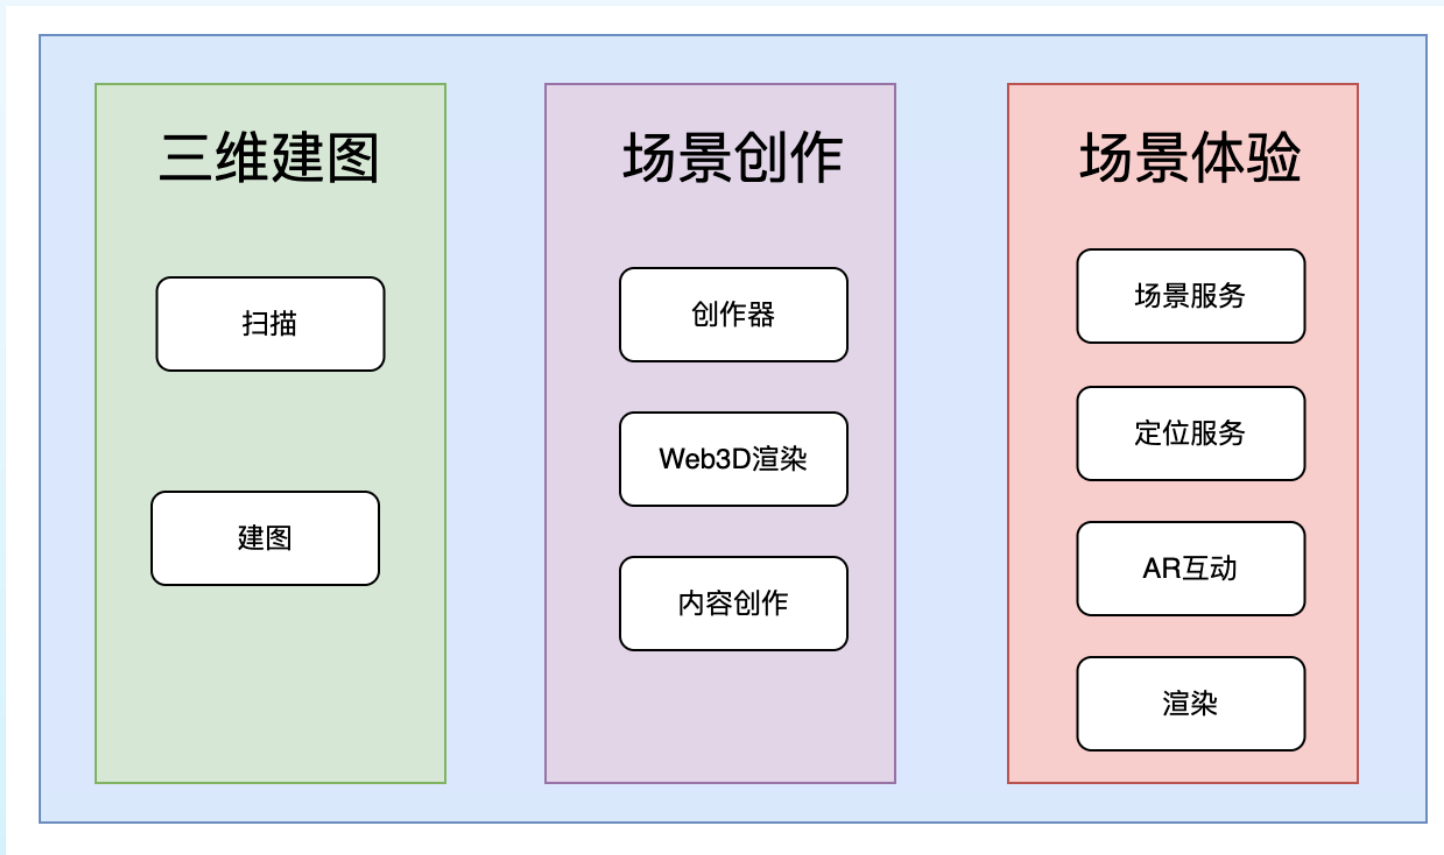 三维建图
扫描
建图
场景创作
创作器
Web3D渲染
内容创作
场景体验
场景服务
定位服务
AR互动
渲染